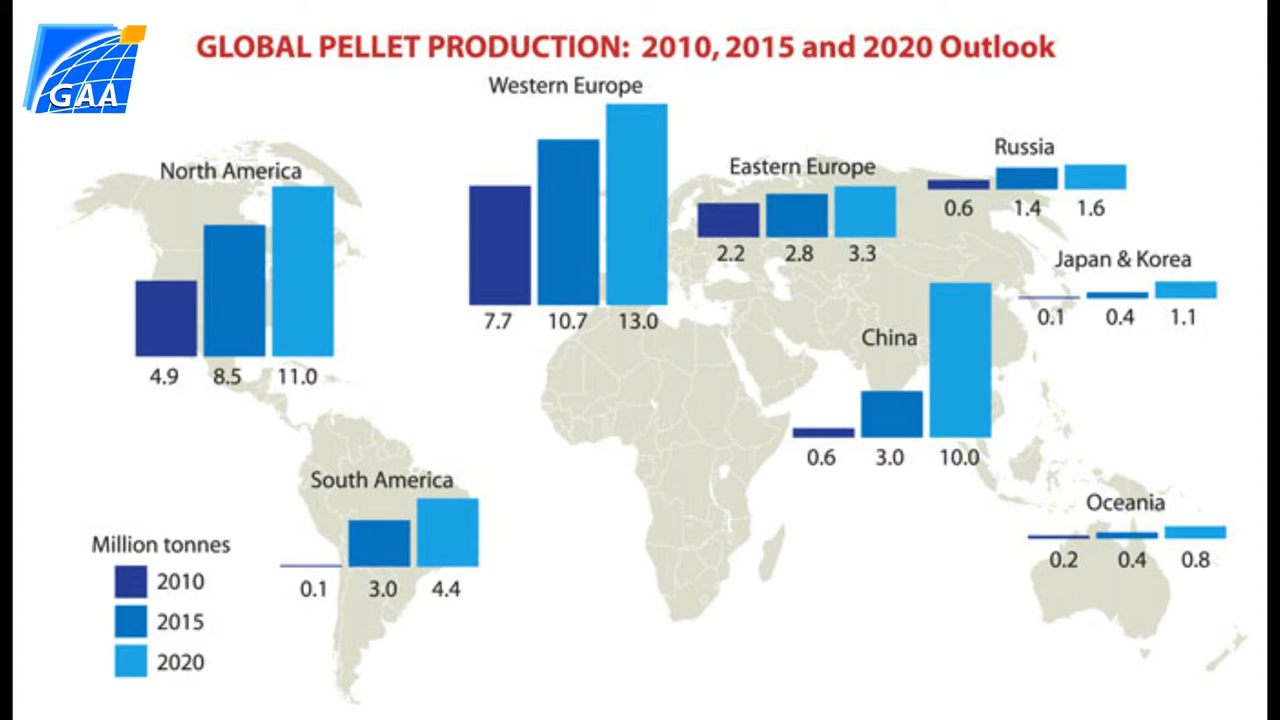 GAA
GLOBAL PELLET PRODUCTION: 2010, 2015 and 2020 Outlook
Western Europe
7.7 10.7 13.0
North America
4.9 8.5 11.0
Eastern Europe
2.2 2.8 3.3
Russia
0.6 1.4 1.6
Japan & Korea
0.1 0.4 1.1
China
0.6 3.0 10.0
South America
0.1 3.0 4.4
Oceania
0.2 0.4 0.8
Million tonnes
2010
2015
2020